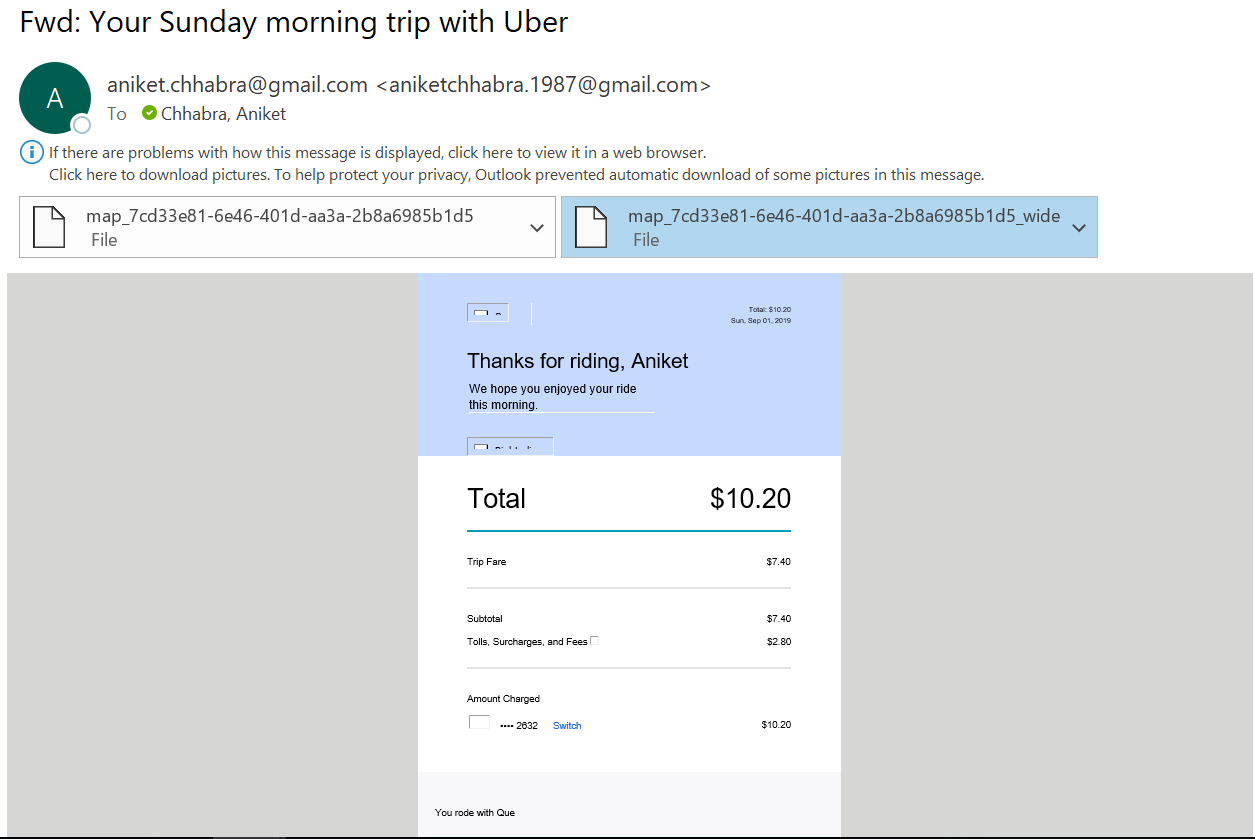 Fwd: Your Sunday morning trip with Uber
A
aniket.chhabra@gmail.com <aniketchhabra.1987@gmail.com>
To Chhabra, Aniket
If there are problems with how this message is displayed, click here to view it in a web browser.
Click here to download pictures. To help protect your privacy, Outlook prevented automatic download of some pictures in this message.
map_7cd33e81-6e46-401d-aa3a-2b8a6985b1d5
File
map_7cd33e81-6e46-401d-aa3a-2b8a6985b1d5_wide
File
Total: $10.20
Sun, Sep 01, 2019
Thanks for riding, Aniket
We hope you enjoyed your ride
this morning.
Total $10.20
Trip Fare $7.40
Subtotal $7.40
Tolls, Surcharges, and Fees $2.80
Amount Charged
•••• 2632 Switch $10.20
You rode with Que